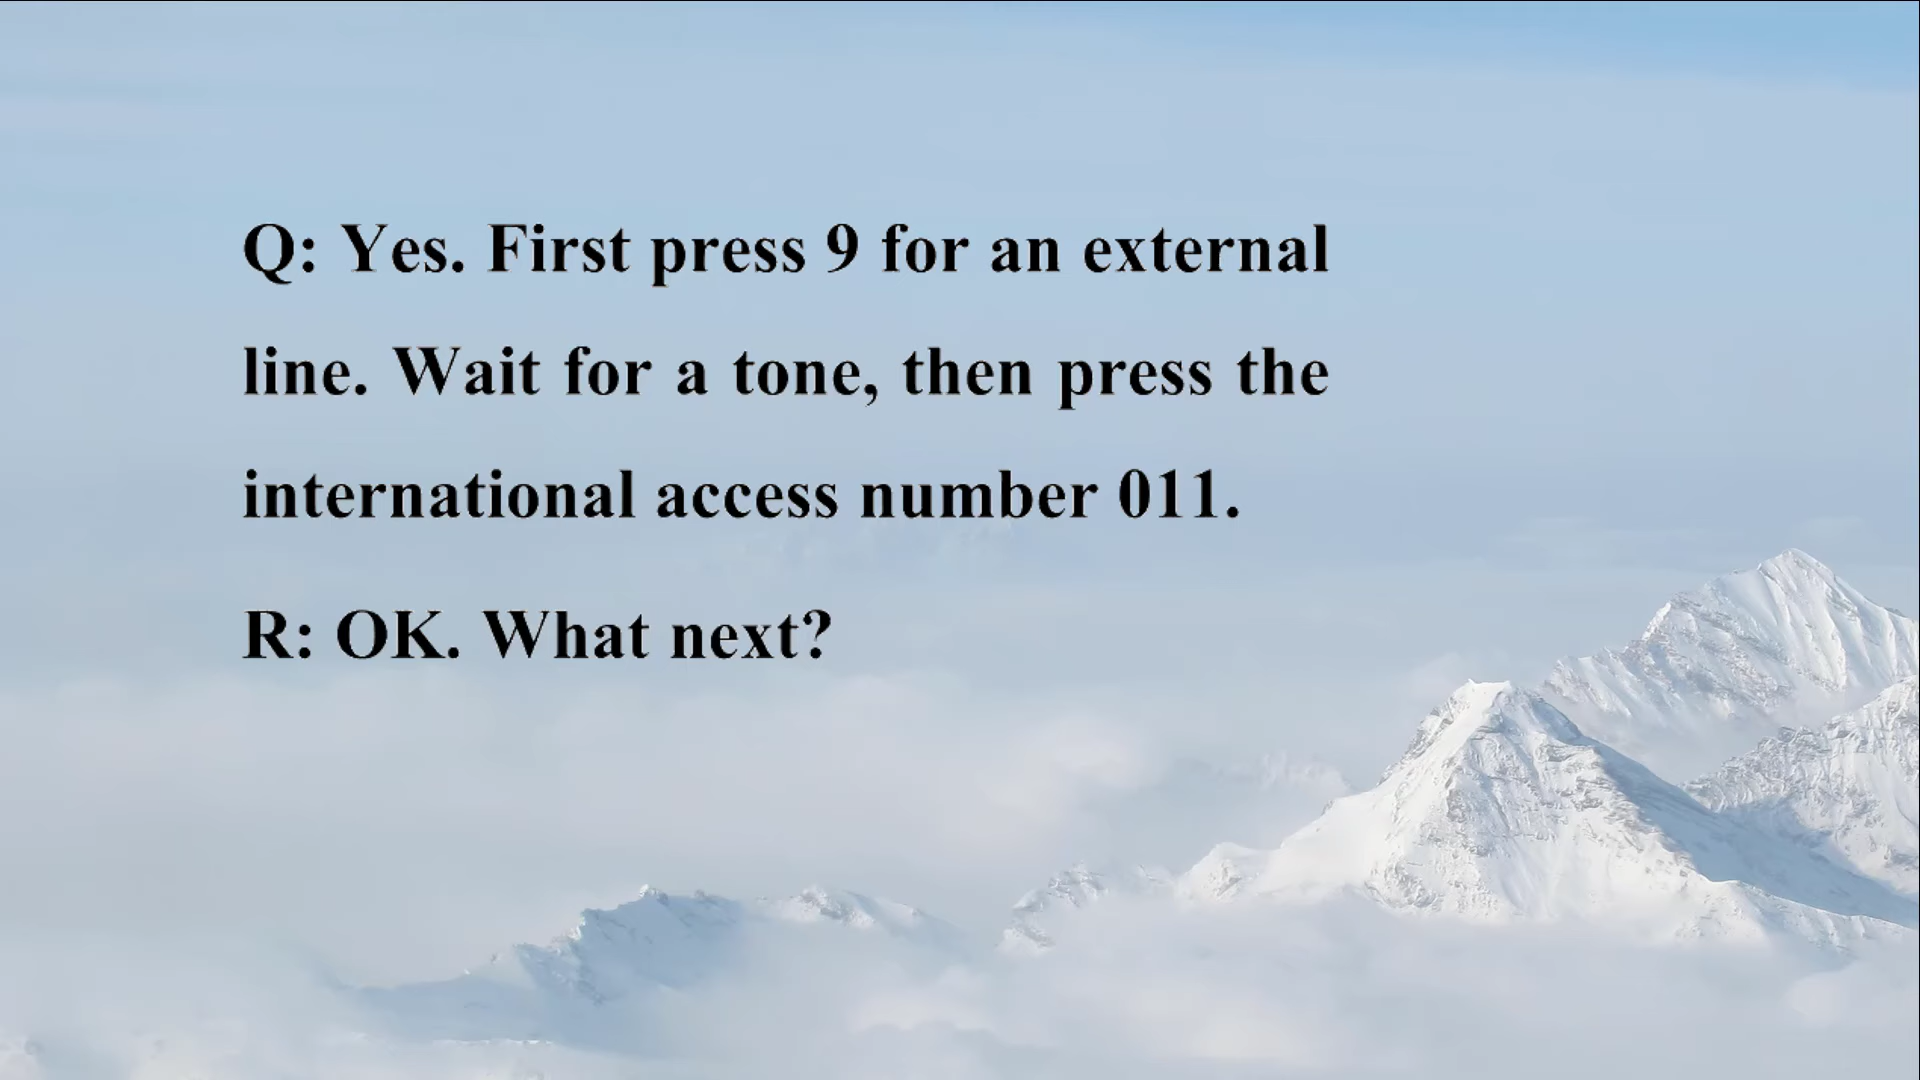 Q: Yes. First press 9 for an external
line. Wait for a tone, then press the
international access number 011.
R: OK. What next?